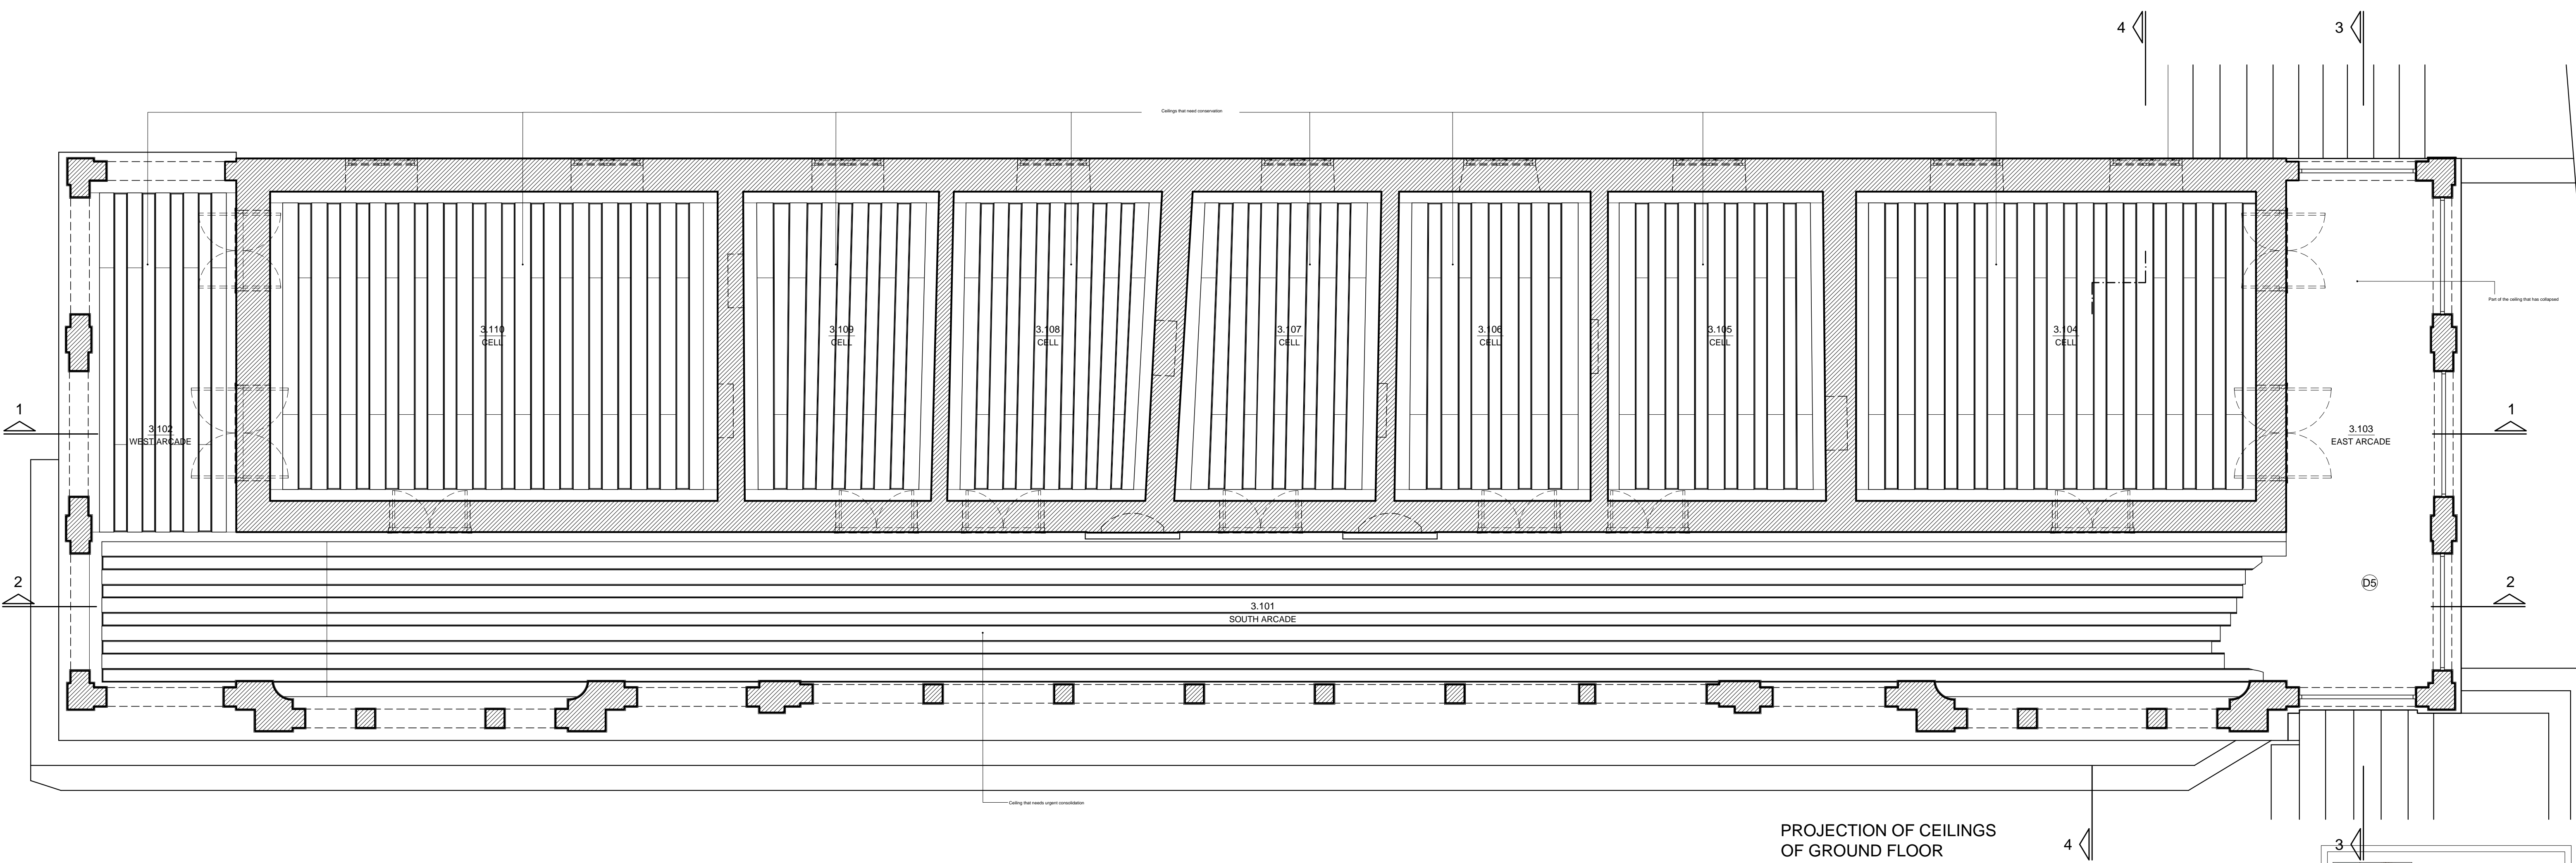 4
3
Ceilings that need conservation
Part of the ceiling that has collapsed
3.110
CELL
3.109
CELL
3.108
CELL
3.107
CELL
3.106
CELL
3.105
CELL
3.104
CELL
1
3.102
WEST ARCADE
3.103
EAST ARCADE
1
2
D5
2
3.101
SOUTH ARCADE
Ceiling that needs urgent consolidation
PROJECTION OF CEILINGS
OF GROUND FLOOR
4
3